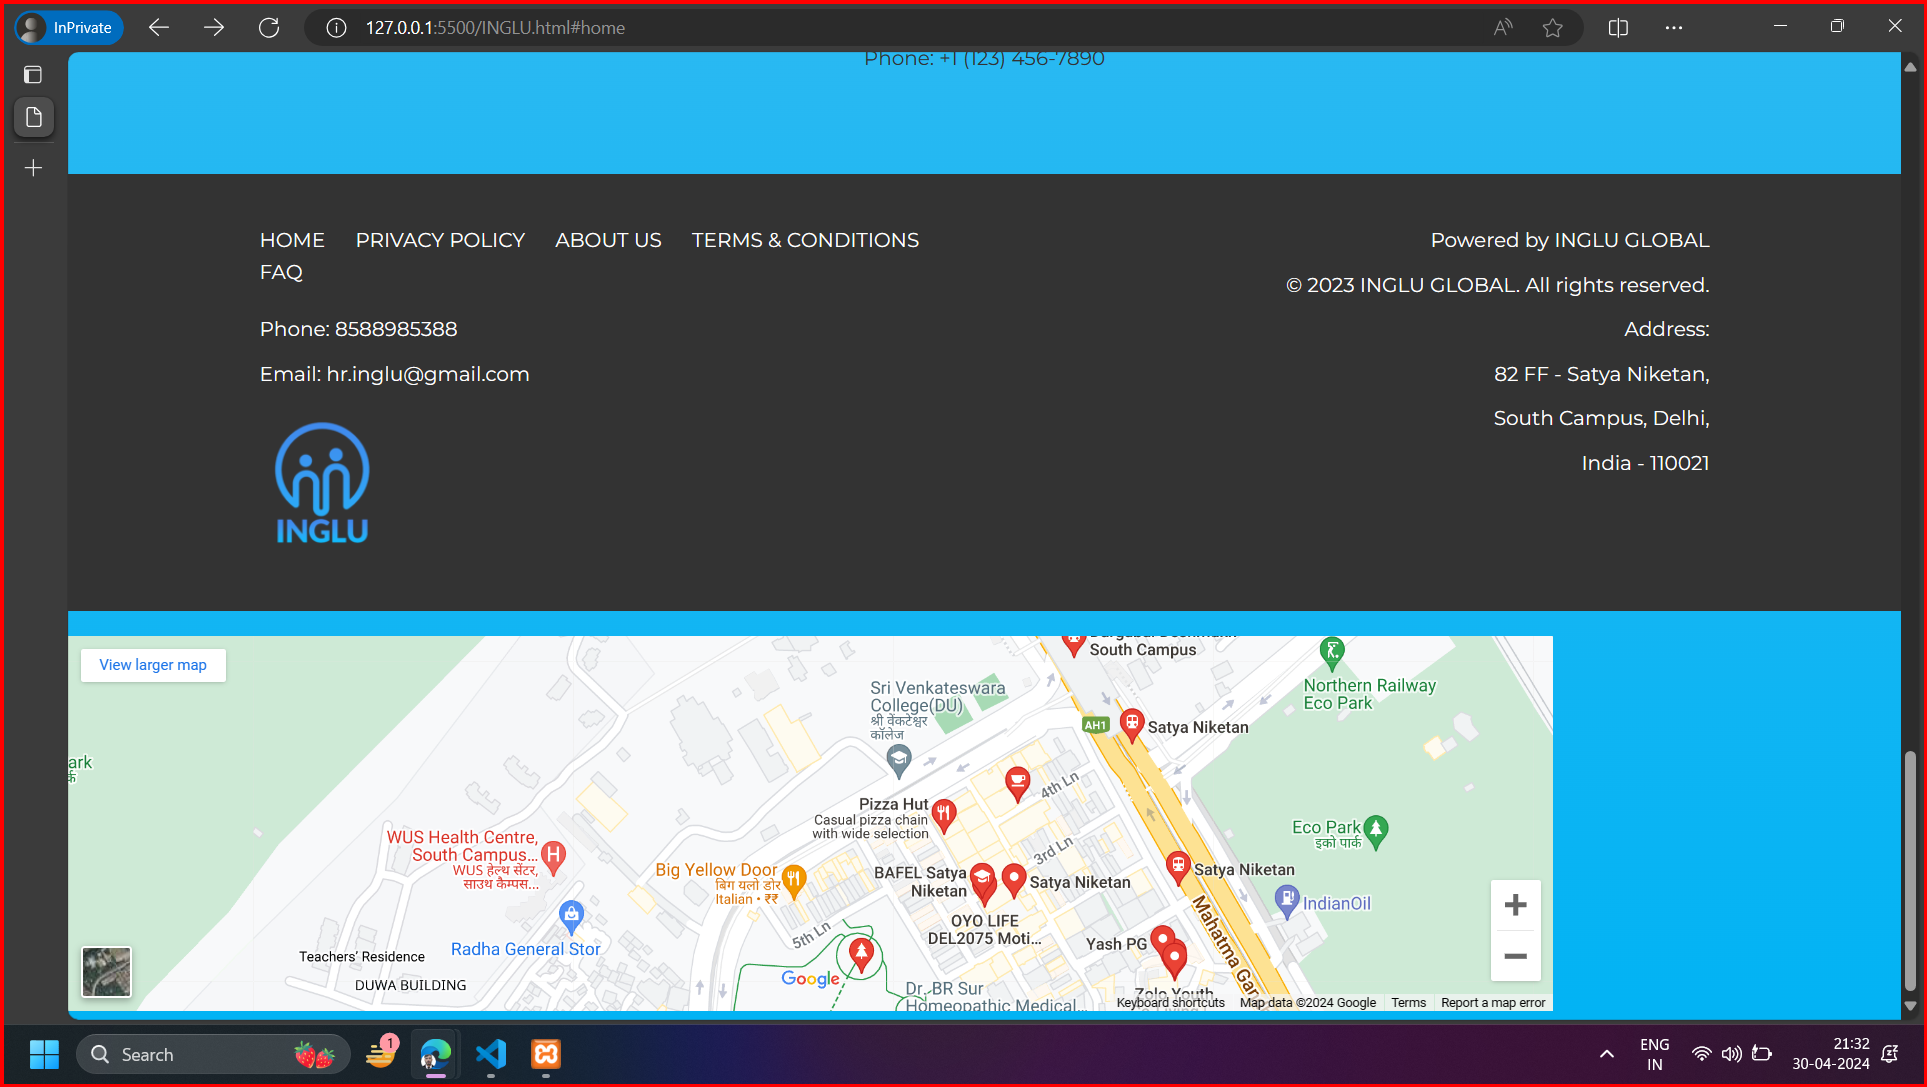 InPrivate
127.0.0.1:5500/INGLU.html#home
Phone: +1 (123) 456-7890
HOME PRIVACY POLICY ABOUT US TERMS & CONDITIONS
FAQ
Phone: 8588985388
Email: hr.inglu@gmail.com
INGLU
Powered by INGLU GLOBAL
© 2023 INGLU GLOBAL. All rights reserved.
Address:
82 FF - Satya Niketan,
South Campus, Delhi,
India - 110021
View larger map
South Campus
Northern Railway
Eco Park
Sri Venkateswara
College(DU)
श्री वेंकटेश्वर
कॉलेज
AH1
Satya Niketan
ark
र्क
4th Ln
Pizza Hut
Casual pizza chain
with wide selection
Eco Park
इको पार्क
WUS Health Centre,
South Campus...
WUS हेल्थ सेंटर,
साउथ कैम्पस...
3rd Ln
Big Yellow Door
बिग यलो डोर
Italian • ₹₹
BAFEL Satya
Niketan
Satya Niketan
Satya Niketan
IndianOil
OYO LIFE
DEL2075 Moti...
Mahatma Gan
5th Ln
Yash PG
Radha General Stor
Teachers' Residence
DUWA BUILDING
Google
Dr. BR Sur
Homeopathic Medical...
Zolo Youth
Keyboard shortcuts Map data ©2024 Google Terms Report a map error
Search
1
ENG
IN
21:32
30-04-2024